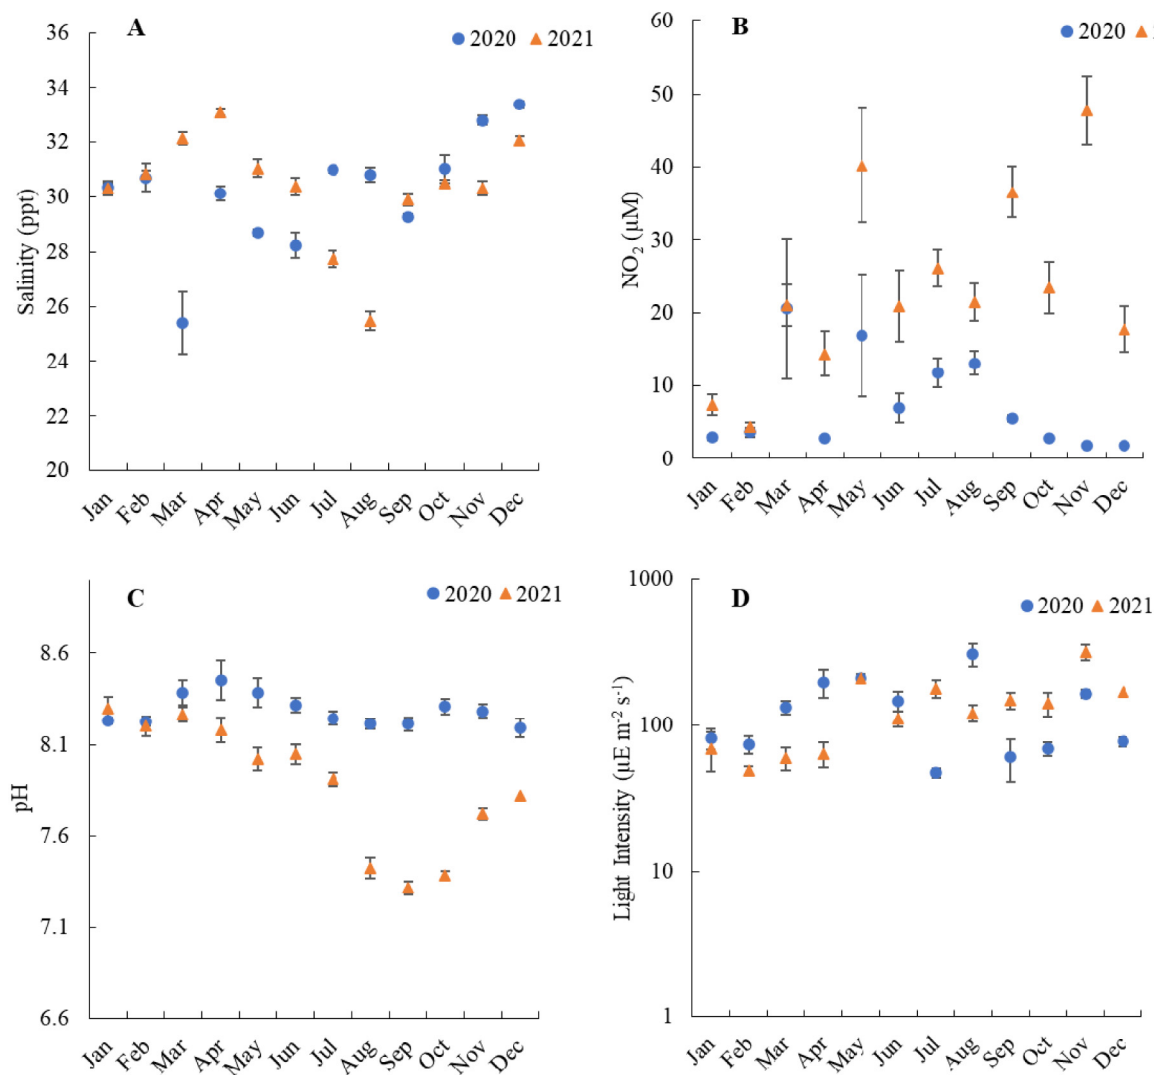 A
2020 2021
Salinity (ppt)
36
34
32
30
28
26
24
22
20
Jan Feb Mar Apr May Jun Jul Aug Sep Oct Nov Dec
B
2020
NO2 (µM)
60
50
40
30
20
10
0
Jan Feb Mar Apr May Jun Jul Aug Sep Oct Nov Dec
C
2020 2021
pH
8.6
8.1
7.6
7.1
6.6
Jan Feb Mar Apr May Jun Jul Aug Sep Oct Nov Dec
D
2020 2021
Light Intensity (µE m-2 s-1)
1000
100
10
1
Jan Feb Mar Apr May Jun Jul Aug Sep Oct Nov Dec